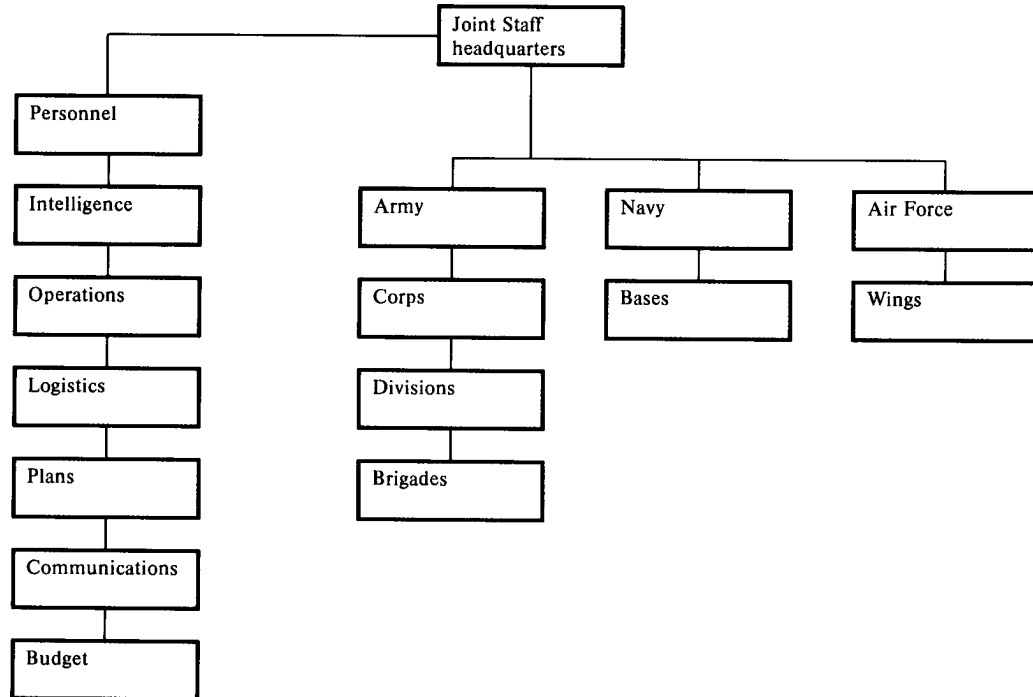 Joint Staff
headquarters
Personnel
Intelligence
Operations
Logistics
Plans
Communications
Budget
Army
Corps
Divisions
Brigades
Navy
Bases
Air Force
Wings